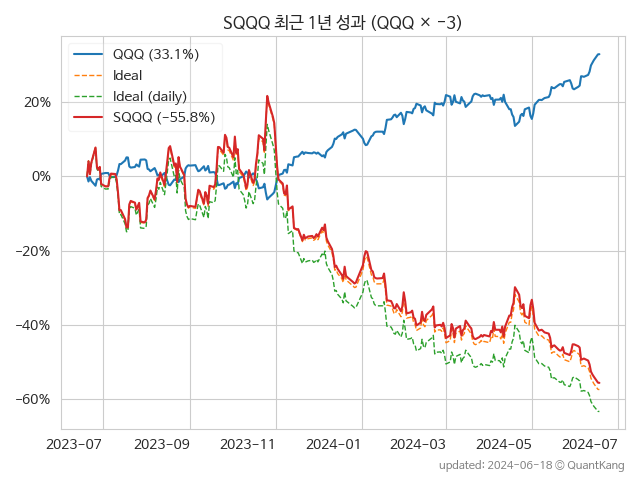 SQQQ 최근 1년 성과 (QQQ × −3)
QQQ (33.1%)
Ideal
Ideal (daily)
SQQQ (−55.8%)
20%
0%
−20%
−40%
−60%
2023-07 2023-09 2023-11 2024-01 2024-03 2024-05 2024-07
updated: 2024-06-18 © QuantKang